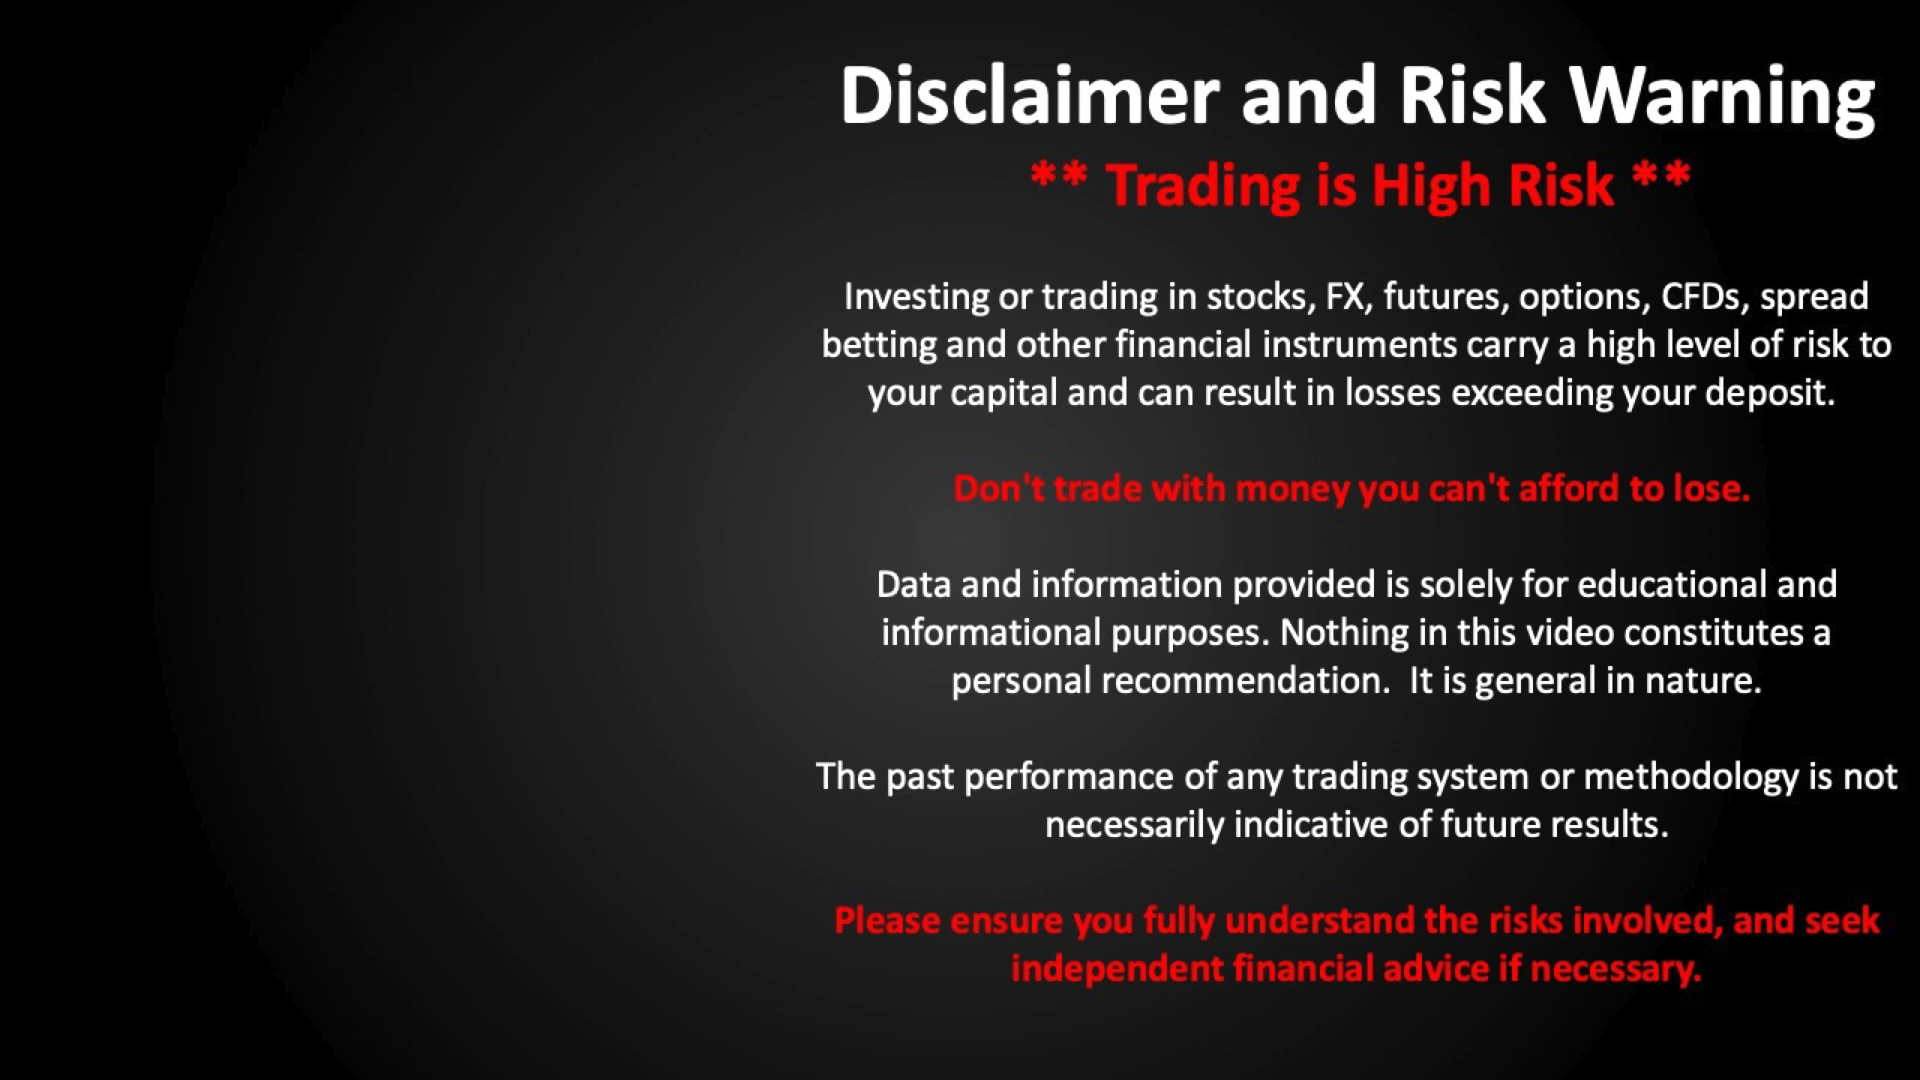 Disclaimer and Risk Warning
** Trading is High Risk **
Investing or trading in stocks, FX, futures, options, CFDs, spread
betting and other financial instruments carry a high level of risk to
your capital and can result in losses exceeding your deposit.
Don't trade with money you can't afford to lose.
Data and information provided is solely for educational and
informational purposes. Nothing in this video constitutes a
personal recommendation.  It is general in nature.
The past performance of any trading system or methodology is not
necessarily indicative of future results.
Please ensure you fully understand the risks involved, and seek
independent financial advice if necessary.